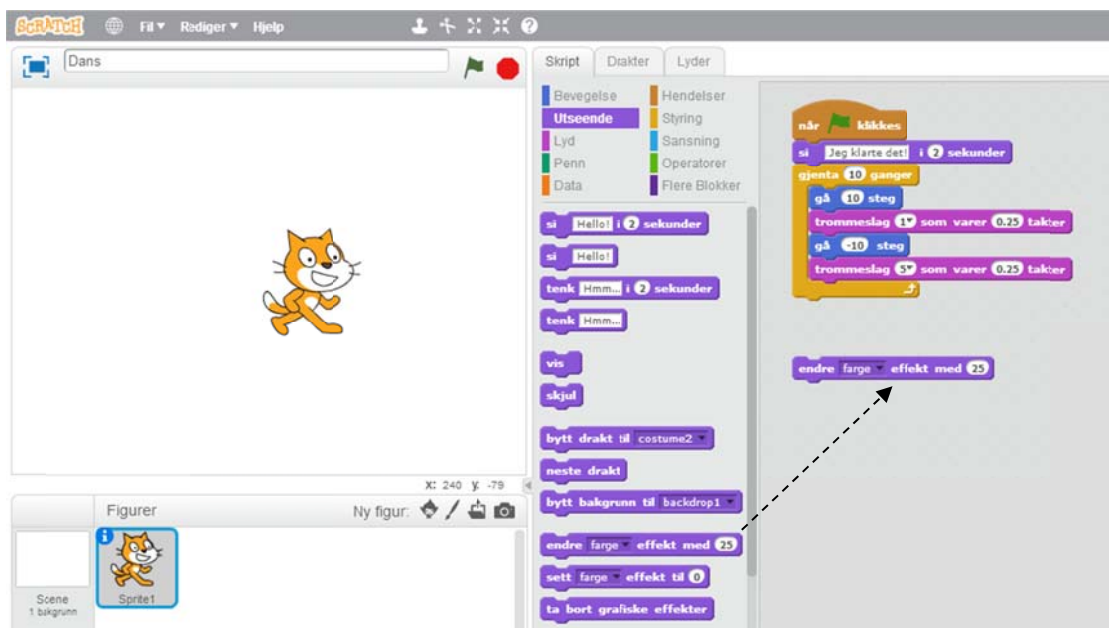 SCRATCH Fil Rediger Hjelp
Dans
Skript Drakter Lyder
Bevegelse Hendelser
Utseende Styring
Lyd Sansning
Penn Operatorer
Data Flere Blokker
si Hello! i 2 sekunder
si Hello!
tenk Hmm... i 2 sekunder
tenk Hmm...
vis
skjul
bytt drakt til costume2
neste drakt
bytt bakgrunn til backdrop1
endre farge effekt med 25
sett farge effekt til 0
ta bort grafiske effekter
når klikkes
si Jeg klarte det! i 2 sekunder
gjenta 10 ganger
gå 10 steg
trommeslag 1 som varer 0.25 takter
gå -10 steg
trommeslag 5 som varer 0.25 takter
endre farge effekt med 25
x: 240 y: -79
Figurer Ny figur:
Scene
1 bakgrunn
Sprite1